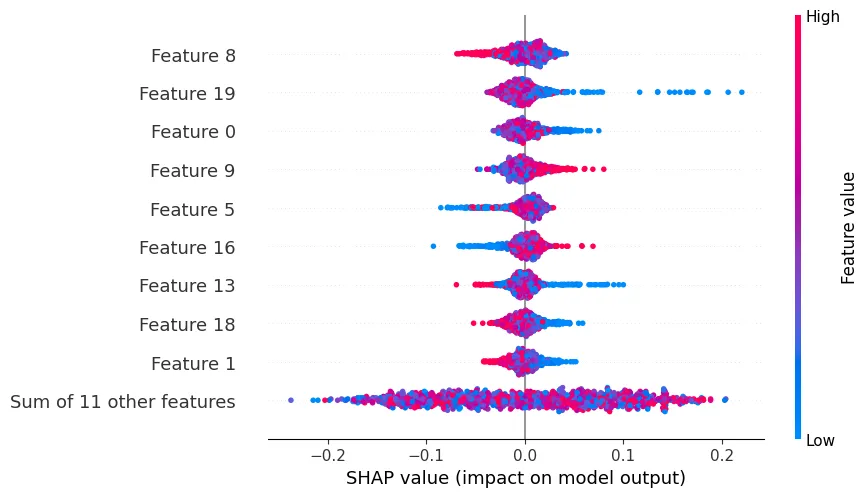 High
Feature 8
Feature 19
Feature 0
Feature 9
Feature 5
Feature 16
Feature 13
Feature 18
Feature 1
Sum of 11 other features
Feature value
Low
−0.2 −0.1 0.0 0.1 0.2
SHAP value (impact on model output)